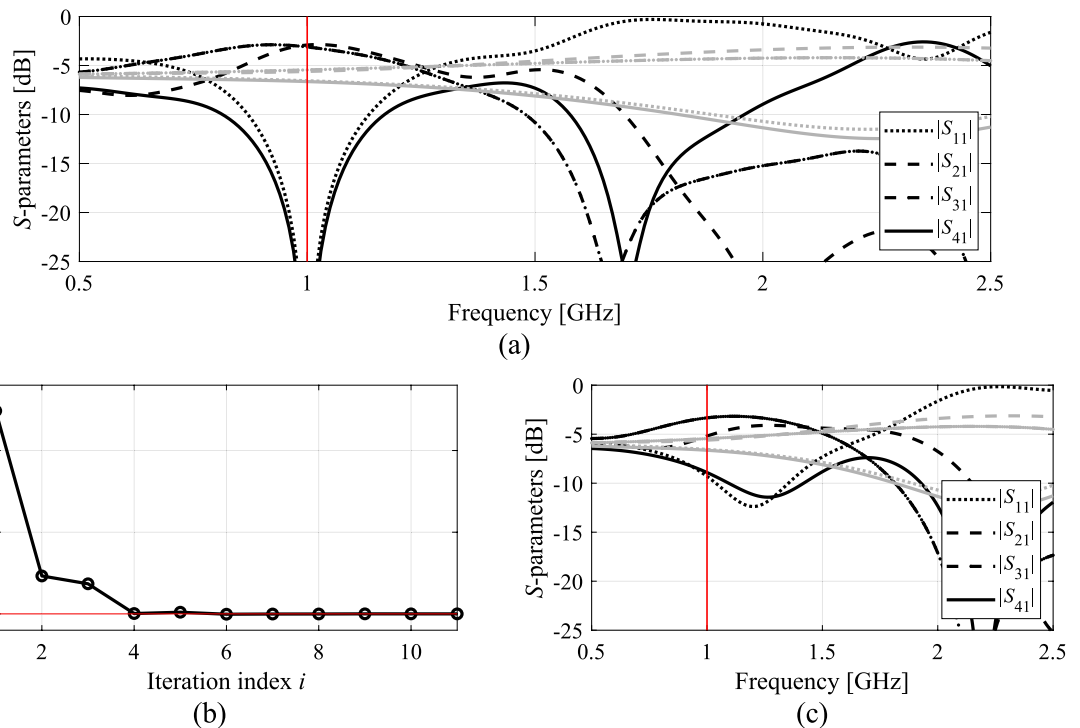 0
-5
-10
-15
-20
-25
S-parameters [dB]
0.5 1 1.5 2 2.5
Frequency [GHz]
|S11|
|S21|
|S31|
|S41|
(a)
2 4 6 8 10
Iteration index i
(b)
0
-5
-10
-15
-20
-25
S-parameters [dB]
0.5 1 1.5 2 2.5
Frequency [GHz]
|S11|
|S21|
|S31|
|S41|
(c)